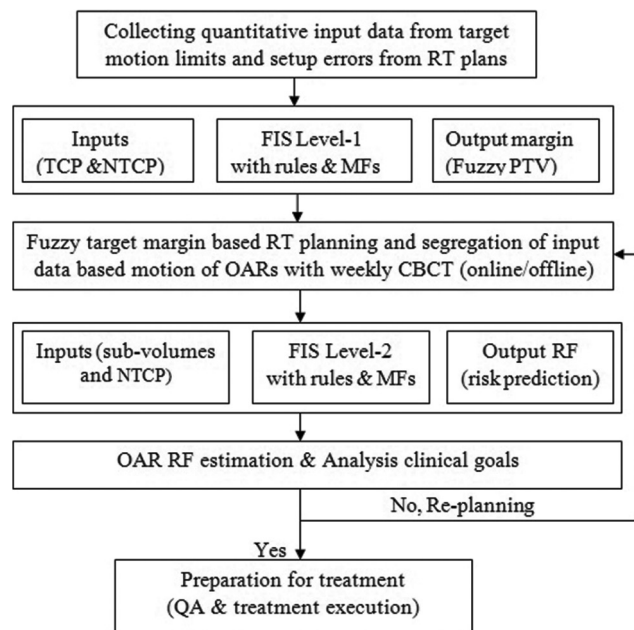 Collecting quantitative input data from target
motion limits and setup errors from RT plans
Inputs
(TCP &NTCP)
FIS Level-1
with rules & MFs
Output margin
(Fuzzy PTV)
Fuzzy target margin based RT planning and segregation of input
data based motion of OARs with weekly CBCT (online/offline)
Inputs (sub-volumes
and NTCP)
FIS Level-2
with rules & MFs
Output RF
(risk prediction)
OAR RF estimation & Analysis clinical goals
No, Re-planning
Yes
Preparation for treatment
(QA & treatment execution)